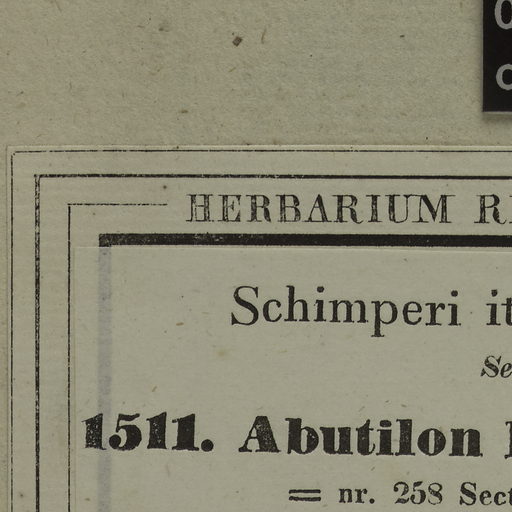 HERBARIUM
Schimperi
1511. Abutilon
= nr. 258